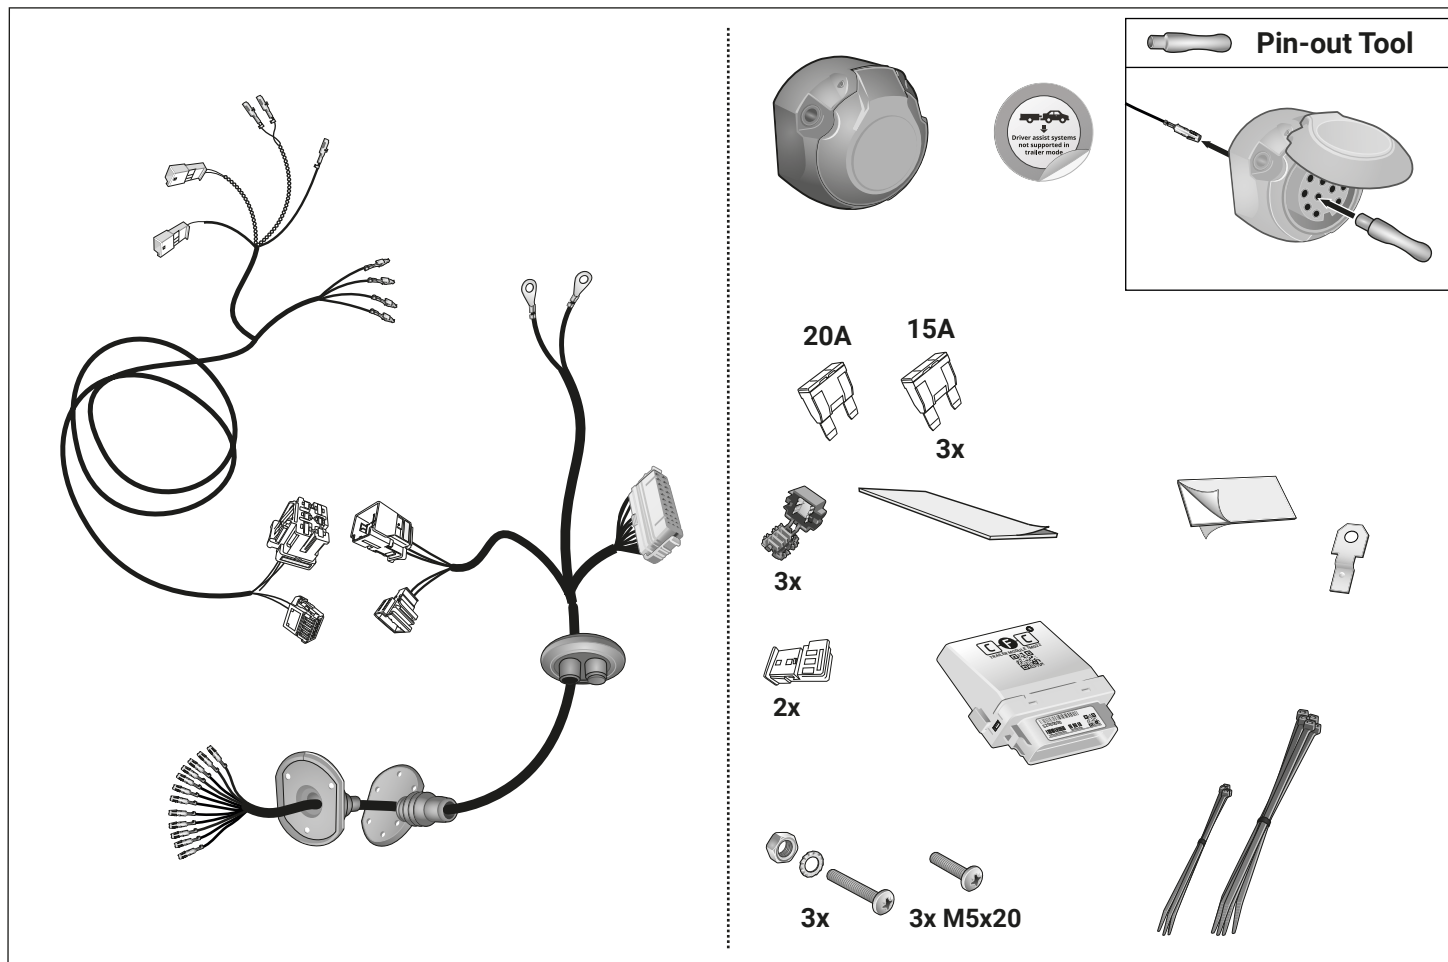 Pin-out Tool
Driver assist systems
not supported in
trailer mode
20A
15A
3x
3x
C F C
2x
3x
3x M5x20